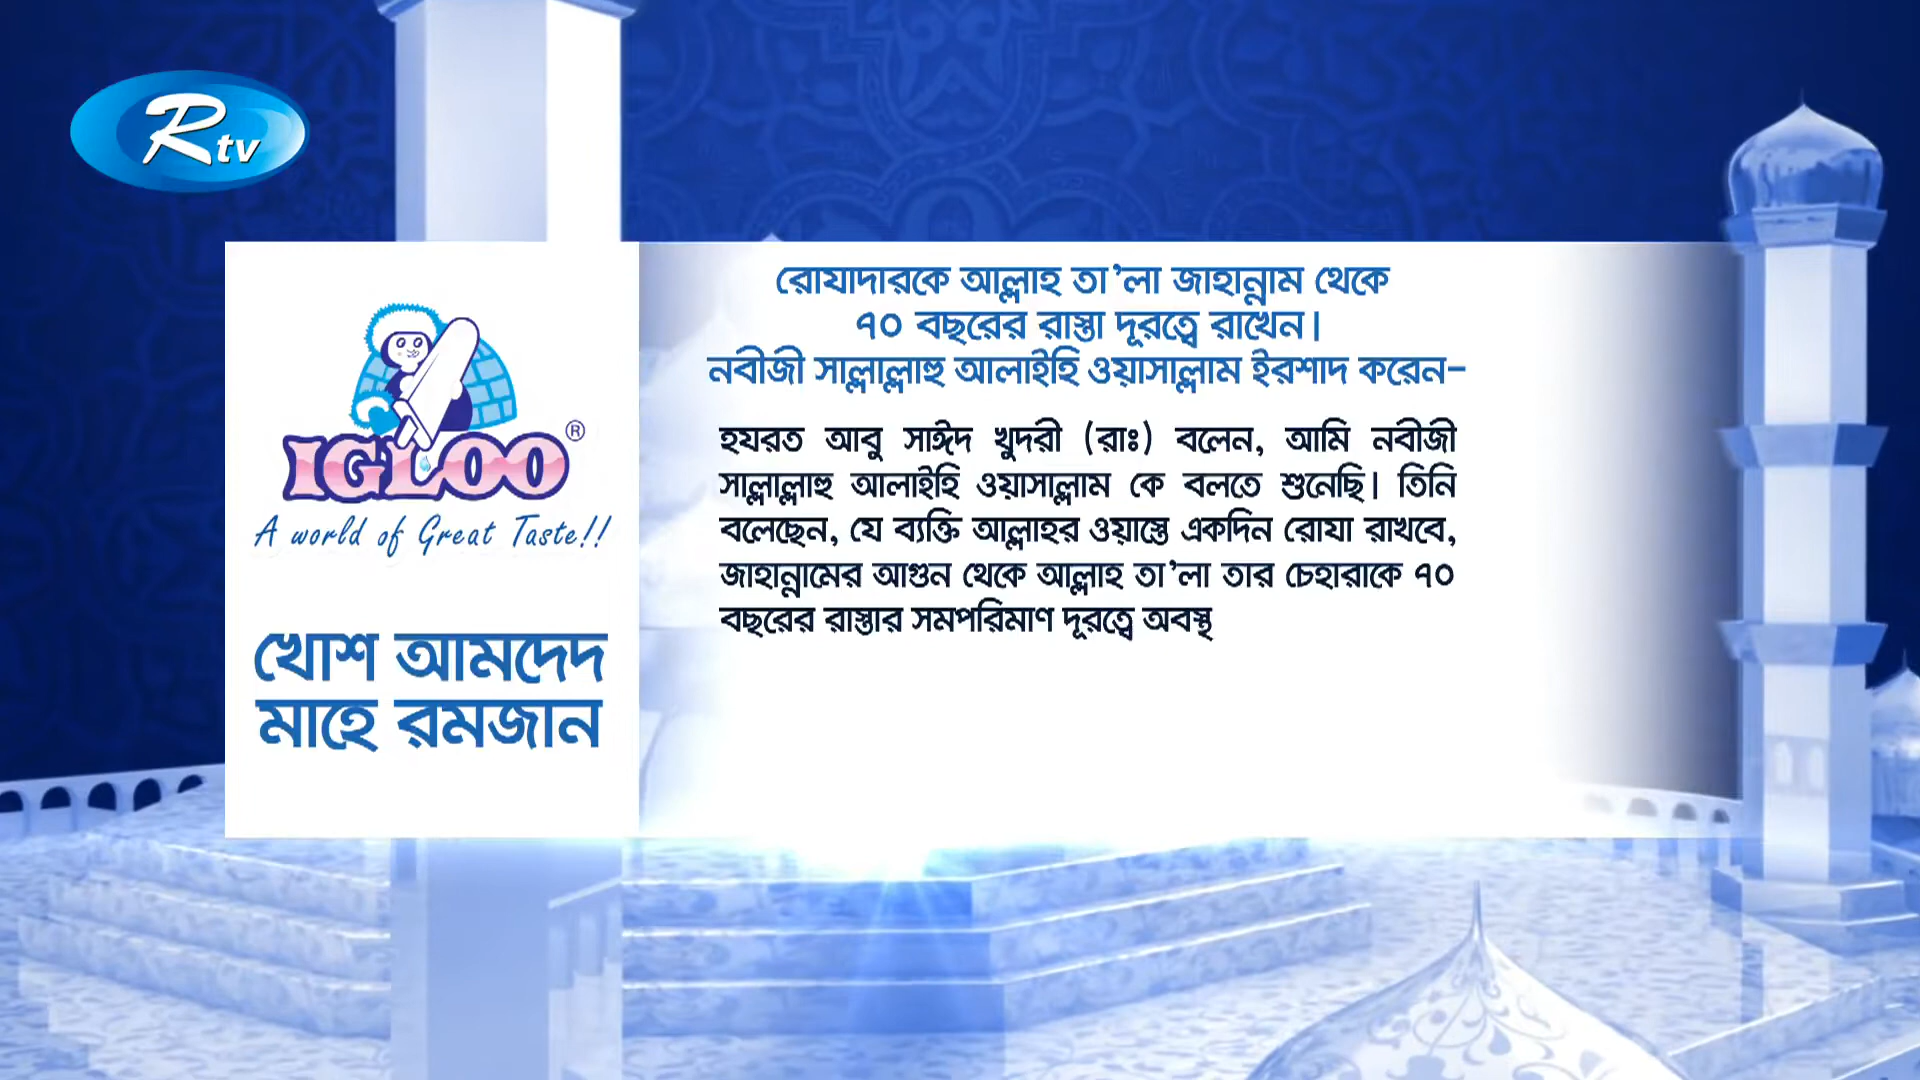 Rtv
IGLOO®
A world of Great Taste!!
খোশ আমদেদ
মাহে রমজান
রোযাদারকে আল্লাহ তা’লা জাহান্নাম থেকে
৭০ বছরের রাস্তা দূরত্বে রাখেন।
নবীজী সাল্লাল্লাহু আলাইহি ওয়াসাল্লাম ইরশাদ করেন-
হযরত আবু সাঈদ খুদরী (রাঃ) বলেন, আমি নবীজী
সাল্লাল্লাহু আলাইহি ওয়াসাল্লাম কে বলতে শুনেছি। তিনি
বলেছেন, যে ব্যক্তি আল্লাহর ওয়াস্তে একদিন রোযা রাখবে,
জাহান্নামের আগুন থেকে আল্লাহ তা’লা তার চেহারাকে ৭০
বছরের রাস্তার সমপরিমাণ দূরত্বে অবস্থ